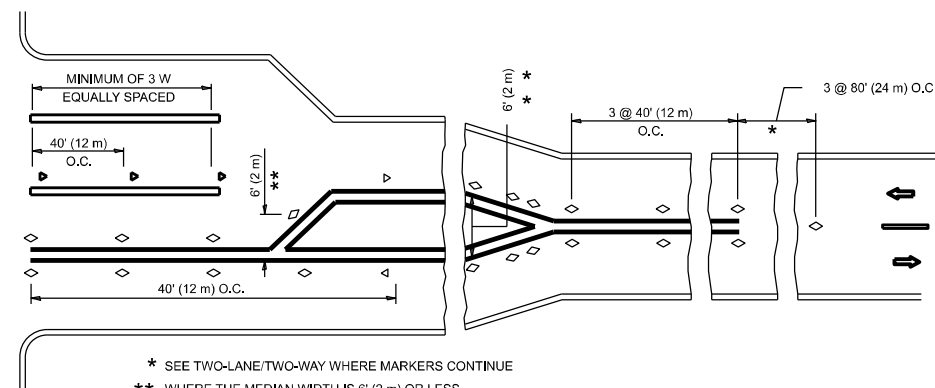 MINIMUM OF 3 W
EQUALLY SPACED
40' (12 m)
O.C.
6' (2 m)
**
6' (2 m)
*
*
3 @ 40' (12 m)
O.C.
3 @ 80' (24 m) O.C
*
40' (12 m) O.C.
* SEE TWO-LANE/TWO-WAY WHERE MARKERS CONTINUE
** WHERE THE MEDIAN WIDTH IS 6' (2 m) OR LESS